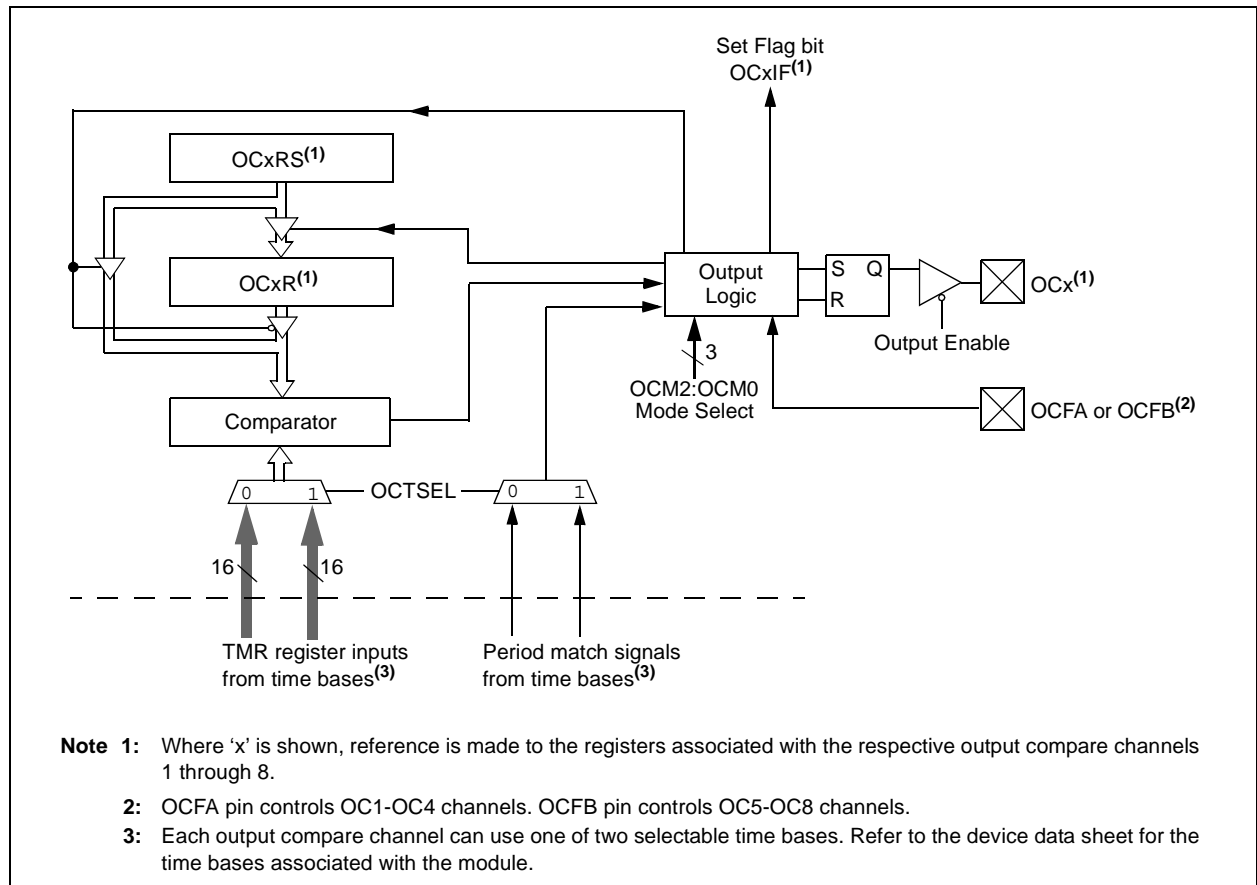 Set Flag bit
OCxIF(1)
OCxRS(1)
OCxR(1)
Output
Logic
S Q
R
OCx(1)
Output Enable
3
OCM2:OCM0
Mode Select
OCFA or OCFB(2)
Comparator
0 1
OCTSEL
0 1
16
16
TMR register inputs
from time bases(3)
Period match signals
from time bases(3)
Note 1: Where ‘x’ is shown, reference is made to the registers associated with the respective output compare channels
1 through 8.
2: OCFA pin controls OC1-OC4 channels. OCFB pin controls OC5-OC8 channels.
3: Each output compare channel can use one of two selectable time bases. Refer to the device data sheet for the
time bases associated with the module.